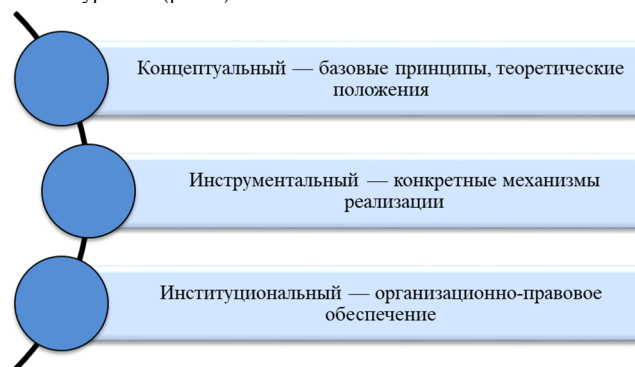 Концептуальный — базовые принципы, теоретические
положения
Инструментальный — конкретные механизмы
реализации
Институциональный — организационно-правовое
обеспечение